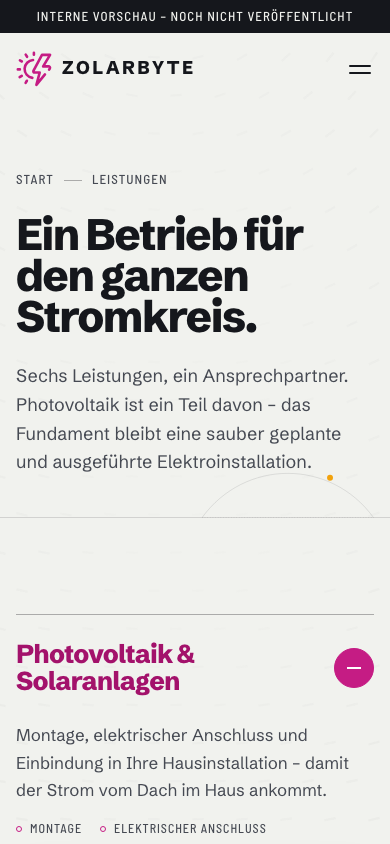 INTERNE VORSCHAU – NOCH NICHT VERÖFFENTLICHT
ZOLARBYTE
START — LEISTUNGEN
Ein Betrieb für
den ganzen
Stromkreis.
Sechs Leistungen, ein Ansprechpartner.
Photovoltaik ist ein Teil davon – das
Fundament bleibt eine sauber geplante
und ausgeführte Elektroinstallation.
Photovoltaik &
Solaranlagen
Montage, elektrischer Anschluss und
Einbindung in Ihre Hausinstallation – damit
der Strom vom Dach im Haus ankommt.
MONTAGE ELEKTRISCHER ANSCHLUSS